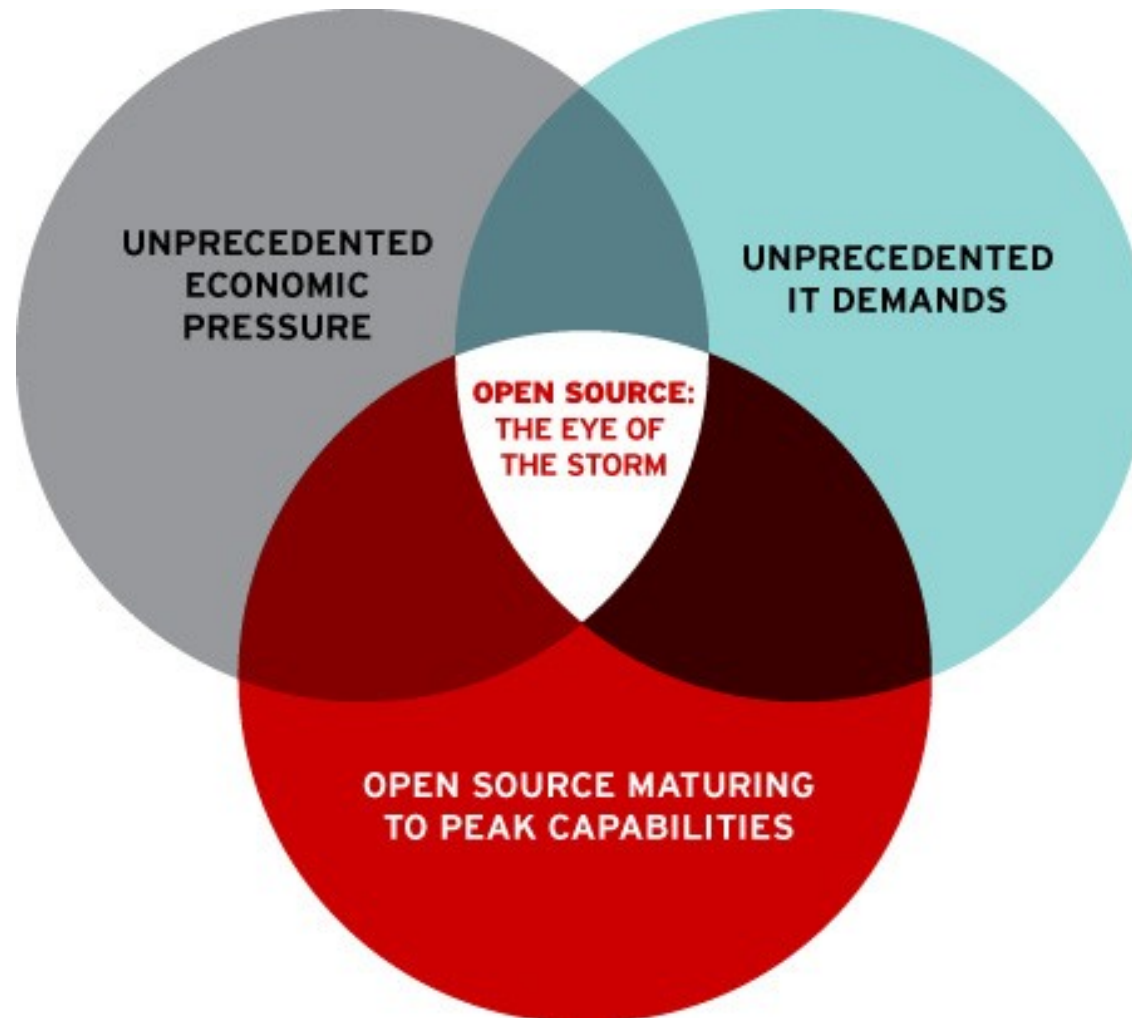 UNPRECEDENTED
ECONOMIC
PRESSURE
UNPRECEDENTED
IT DEMANDS
OPEN SOURCE:
THE EYE OF
THE STORM
OPEN SOURCE MATURING
TO PEAK CAPABILITIES